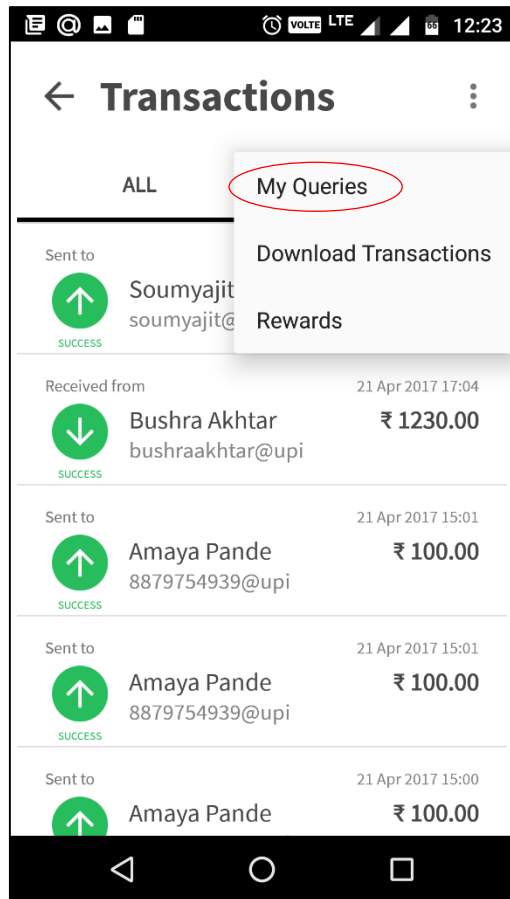 VOLTE LTE 12:23
Transactions
ALL
My Queries
Download Transactions
Rewards
Sent to
Soumyajit
soumyajit@
SUCCESS
Received from 21 Apr 2017 17:04
Bushra Akhtar ₹ 1230.00
bushraakhtar@upi
SUCCESS
Sent to 21 Apr 2017 15:01
Amaya Pande ₹ 100.00
8879754939@upi
SUCCESS
Sent to 21 Apr 2017 15:01
Amaya Pande ₹ 100.00
8879754939@upi
SUCCESS
Sent to 21 Apr 2017 15:00
Amaya Pande ₹ 100.00